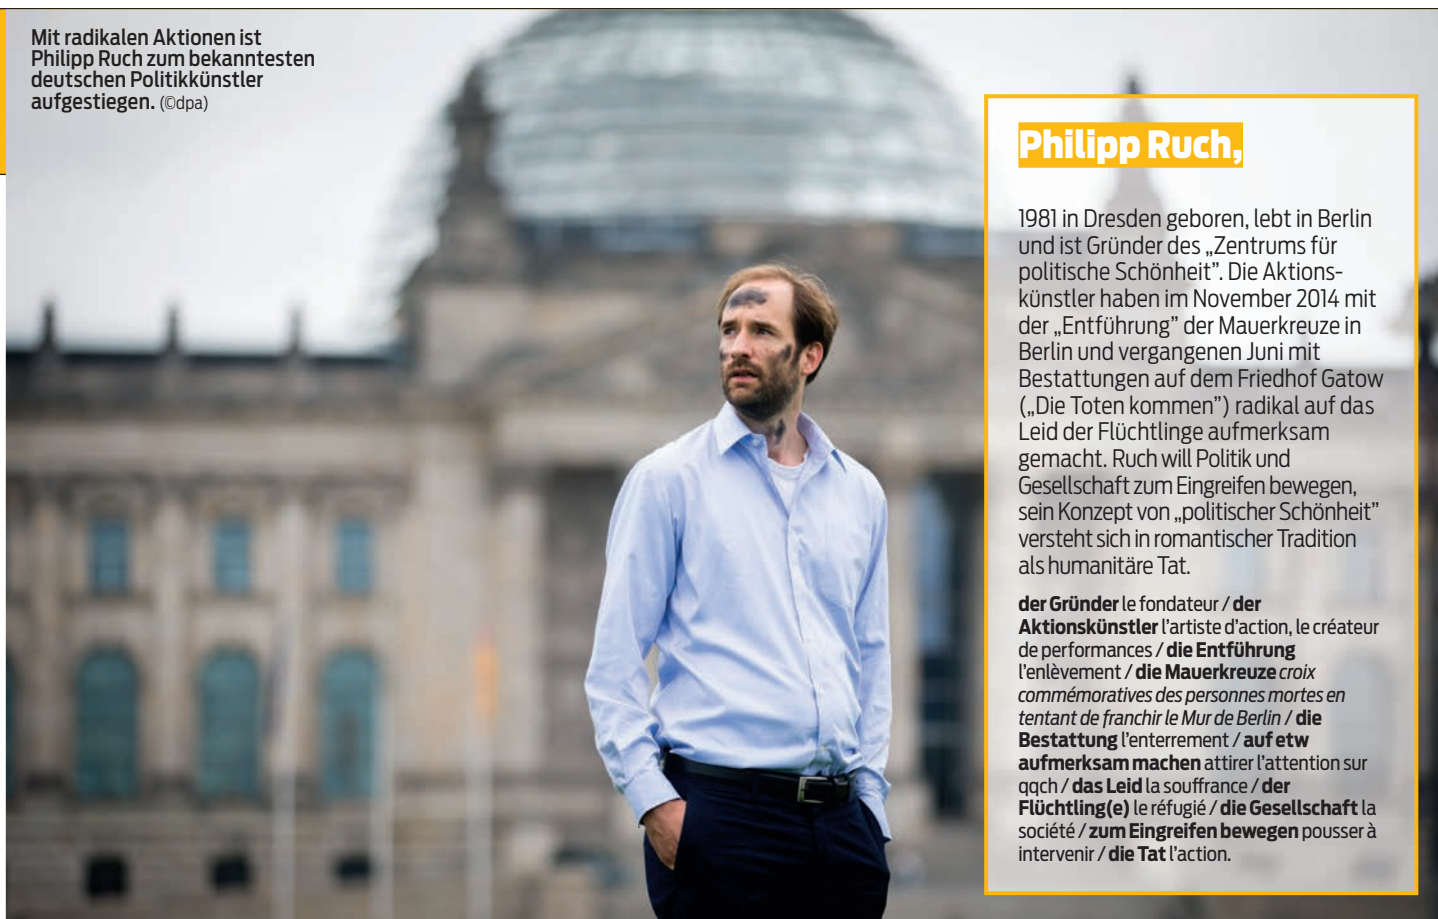 Mit radikalen Aktionen ist
Philipp Ruch zum bekanntesten
deutschen Politikkünstler
aufgestiegen. (©dpa)
Philipp Ruch,
1981 in Dresden geboren, lebt in Berlin
und ist Gründer des „Zentrums für
politische Schönheit”. Die Aktions-
künstler haben im November 2014 mit
der „Entführung” der Mauerkreuze in
Berlin und vergangenen Juni mit
Bestattungen auf dem Friedhof Gatow
(„Die Toten kommen”) radikal auf das
Leid der Flüchtlinge aufmerksam
gemacht. Ruch will Politik und
Gesellschaft zum Eingreifen bewegen,
sein Konzept von „politischer Schönheit”
versteht sich in romantischer Tradition
als humanitäre Tat.
der Gründer le fondateur / der
Aktionskünstler l'artiste d'action, le créateur
de performances / die Entführung
l'enlèvement / die Mauerkreuze croix
commémoratives des personnes mortes en
tentant de franchir le Mur de Berlin / die
Bestattung l'enterrement / auf etw
aufmerksam machen attirer l'attention sur
qqch / das Leid la souffrance / der
Flüchtling(e) le réfugié / die Gesellschaft la
société / zum Eingreifen bewegen pousser à
intervenir / die Tat l'action.